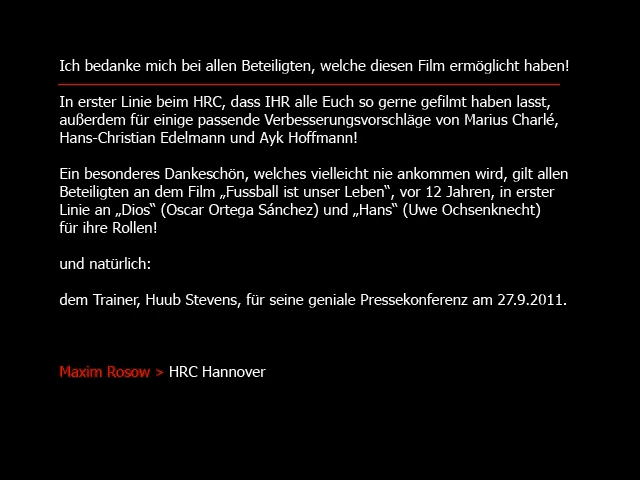 Ich bedanke mich bei allen Beteiligten, welche diesen Film ermöglicht haben!
In erster Linie beim HRC, dass IHR alle Euch so gerne gefilmt haben lasst,
außerdem für einige passende Verbesserungsvorschläge von Marius Charlé,
Hans-Christian Edelmann und Ayk Hoffmann!
Ein besonderes Dankeschön, welches vielleicht nie ankommen wird, gilt allen
Beteiligten an dem Film „Fussball ist unser Leben“, vor 12 Jahren, in erster
Linie an „Dios“ (Oscar Ortega Sánchez) und „Hans“ (Uwe Ochsenknecht)
für ihre Rollen!
und natürlich:
dem Trainer, Huub Stevens, für seine geniale Pressekonferenz am 27.9.2011.
Maxim Rosow > HRC Hannover